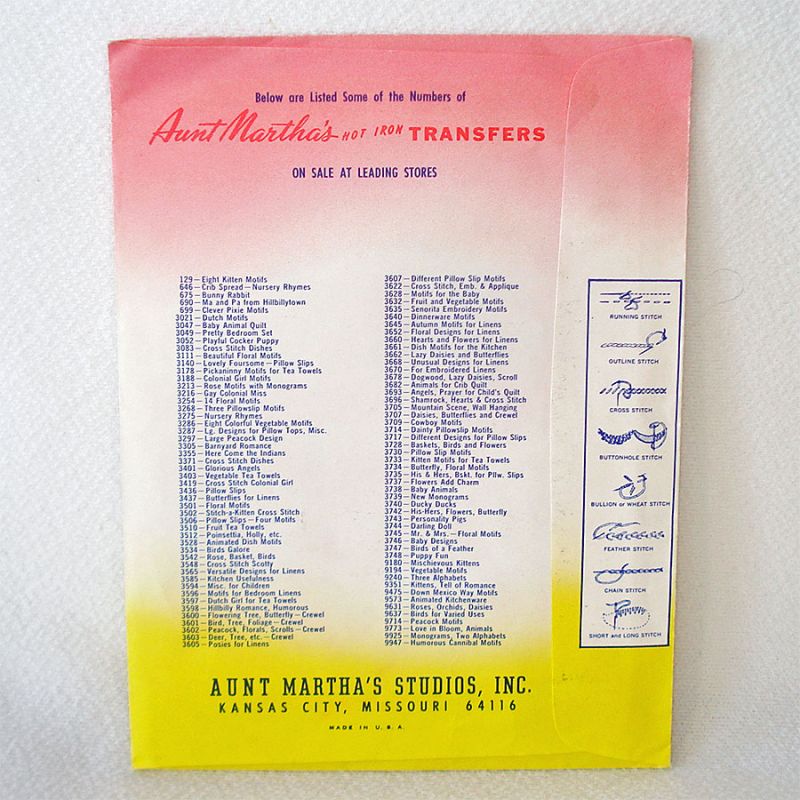 Below are Listed Some of the Numbers of
Aunt Martha's HOT IRON TRANSFERS
ON SALE AT LEADING STORES
129—Eight Kitten Motifs
646—Crib Spread—Nursery Rhymes
675—Bunny Rabbit
690—Ma and Pa from Hillbillytown
699—Clever Pixie Motifs
3021—Dutch Motifs
3047—Baby Animal Quilt
3049—Pretty Bedroom Set
3052—Playful Cocker Puppy
3083—Cross Stitch Dishes
3111—Beautiful Floral Motifs
3140—Lovely Foursome—Pillow Slips
3178—Pickaninny Motifs for Tea Towels
3188—Colonial Girl Motifs
3213—Rose Motifs with Monograms
3216—Gay Colonial Miss
3254—14 Floral Motifs
3268—Three Pillowslip Motifs
3275—Nursery Rhymes
3286—Eight Colorful Vegetable Motifs
3287—Lg. Designs for Pillow Tops, Misc.
3297—Large Peacock Design
3305—Barnyard Romance
3355—Here Come the Indians
3371—Cross Stitch Dishes
3401—Glorious Angels
3403—Vegetable Tea Towels
3419—Cross Stitch Colonial Girl
3436—Pillow Slips
3437—Butterflies for Linens
3501—Floral Motifs
3502—Stitch-a-Kitten Cross Stitch
3506—Pillow Slips—Four Motifs
3510—Fruit Tea Towels
3512—Poinsettia, Holly, etc.
3528—Animated Dish Motifs
3534—Birds Galore
3542—Rose, Basket, Birds
3548—Cross Stitch Scotty
3565—Versatile Designs for Linens
3585—Kitchen Usefulness
3594—Misc. for Children
3596—Motifs for Bedroom Linens
3597—Dutch Girl for Tea Towels
3598—Hillbilly Romance, Humorous
3600—Flowering Tree, Butterfly—Crewel
3601—Bird, Tree, Foliage—Crewel
3602—Peacock, Florals, Scrolls—Crewel
3603—Deer, Tree, etc.—Crewel
3605—Posies for Linens
3607—Different Pillow Slip Motifs
3622—Cross Stitch, Emb. & Applique
3628—Motifs for the Baby
3632—Fruit and Vegetable Motifs
3635—Senorita Embroidery Motifs
3640—Dinnerware Motifs
3645—Autumn Motifs for Linens
3652—Floral Designs for Linens
3660—Hearts and Flowers for Linens
3661—Dish Motifs for the Kitchen
3662—Lazy Daisies and Butterflies
3668—Unusual Designs for Linens
3670—For Embroidered Linens
3678—Dogwood, Lazy Daisies, Scroll
3682—Animals for Crib Quilt
3693—Angels, Prayer for Child's Quilt
3696—Shamrock, Hearts & Cross Stitch
3705—Mountain Scene, Wall Hanging
3707—Daisies, Butterflies and Crewel
3709—Cowboy Motifs
3714—Dainty Pillowslip Motifs
3717—Different Designs for Pillow Slips
3728—Baskets, Birds and Flowers
3730—Pillow Slip Motifs
3733—Kitten Motifs for Tea Towels
3734—Butterfly, Floral Motifs
3735—His & Hers, Bskt. for Pllw. Slips
3737—Flowers Add Charm
3738—Baby Animals
3739—New Monograms
3740—Ducky Ducks
3742—His-Hers, Flowers, Butterfly
3743—Personality Pigs
3744—Darling Doll
3745—Mr. & Mrs.—Floral Motifs
3746—Baby Designs
3747—Birds of a Feather
3748—Puppy Fun
9180—Mischievous Kittens
9194—Vegetable Motifs
9240—Three Alphabets
9351—Kittens, Tell of Romance
9475—Down Mexico Way Motifs
9573—Animated Kitchenware
9631—Roses, Orchids, Daisies
9637—Birds for Varied Uses
9714—Peacock Motifs
9773—Love in Bloom, Animals
9925—Monograms, Two Alphabets
9947—Humorous Cannibal Motifs
RUNNING STITCH
OUTLINE STITCH
CROSS STITCH
BUTTONHOLE STITCH
BULLION or WHEAT STITCH
FEATHER STITCH
CHAIN STITCH
SHORT and LONG STITCH
AUNT MARTHA'S STUDIOS, INC.
KANSAS CITY, MISSOURI 64116
MADE IN U.S.A.